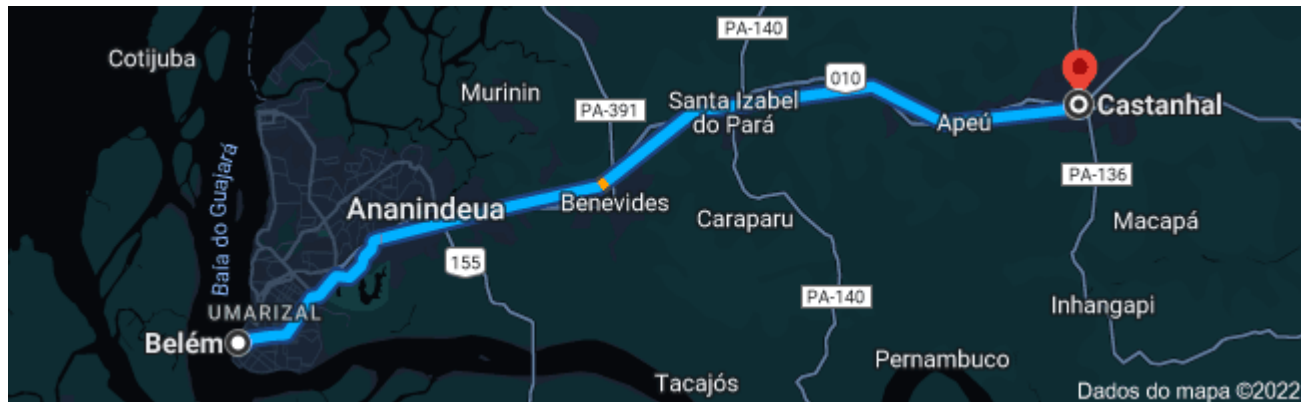 Cotijuba
PA-140
010
Murinin
PA-391
Santa Izabel
do Pará
Apeú
Castanhal
Baía do Guajará
Ananindeua
Benevides
PA-136
Caraparu
Macapá
155
UMARIZAL
PA-140
Inhangapi
Belém
Pernambuco
Tacajós
Dados do mapa ©2022